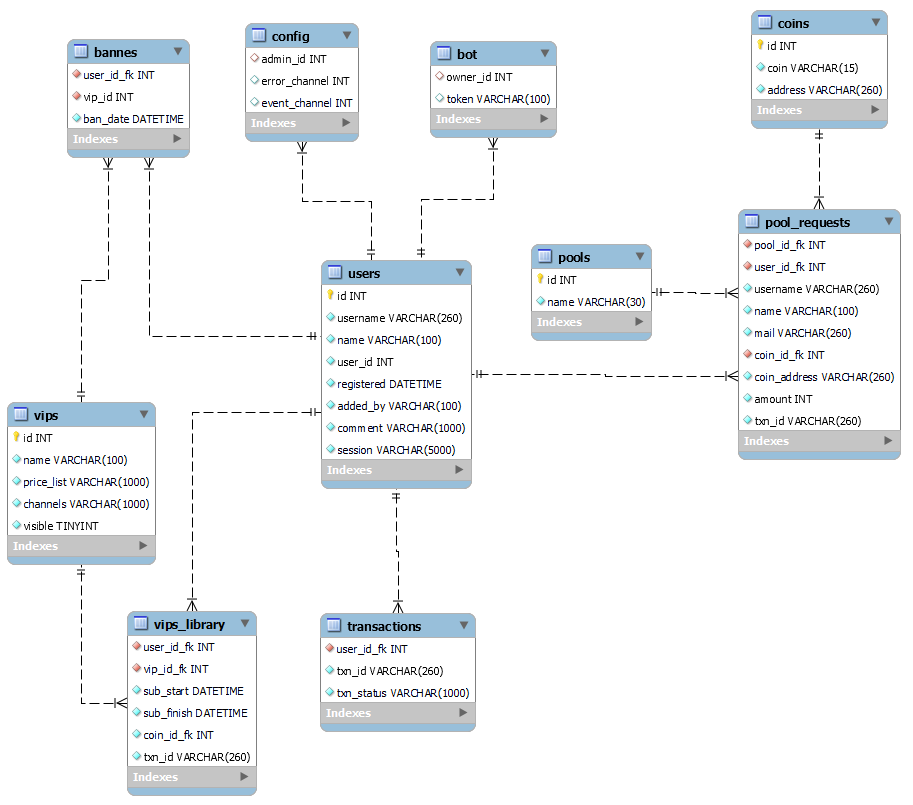 bannes
user_id_fk INT
vip_id INT
ban_date DATETIME
Indexes
config
admin_id INT
error_channel INT
event_channel INT
Indexes
bot
owner_id INT
token VARCHAR(100)
Indexes
coins
id INT
coin VARCHAR(15)
address VARCHAR(260)
Indexes
users
id INT
username VARCHAR(260)
name VARCHAR(100)
user_id INT
registered DATETIME
added_by VARCHAR(100)
comment VARCHAR(1000)
session VARCHAR(5000)
Indexes
pools
id INT
name VARCHAR(30)
Indexes
pool_requests
pool_id_fk INT
user_id_fk INT
username VARCHAR(260)
name VARCHAR(100)
mail VARCHAR(260)
coin_id_fk INT
coin_address VARCHAR(260)
amount INT
txn_id VARCHAR(260)
Indexes
vips
id INT
name VARCHAR(100)
price_list VARCHAR(1000)
channels VARCHAR(1000)
visible TINYINT
Indexes
vips_library
user_id_fk INT
vip_id_fk INT
sub_start DATETIME
sub_finish DATETIME
coin_id_fk INT
txn_id VARCHAR(260)
Indexes
transactions
user_id_fk INT
txn_id VARCHAR(260)
txn_status VARCHAR(1000)
Indexes